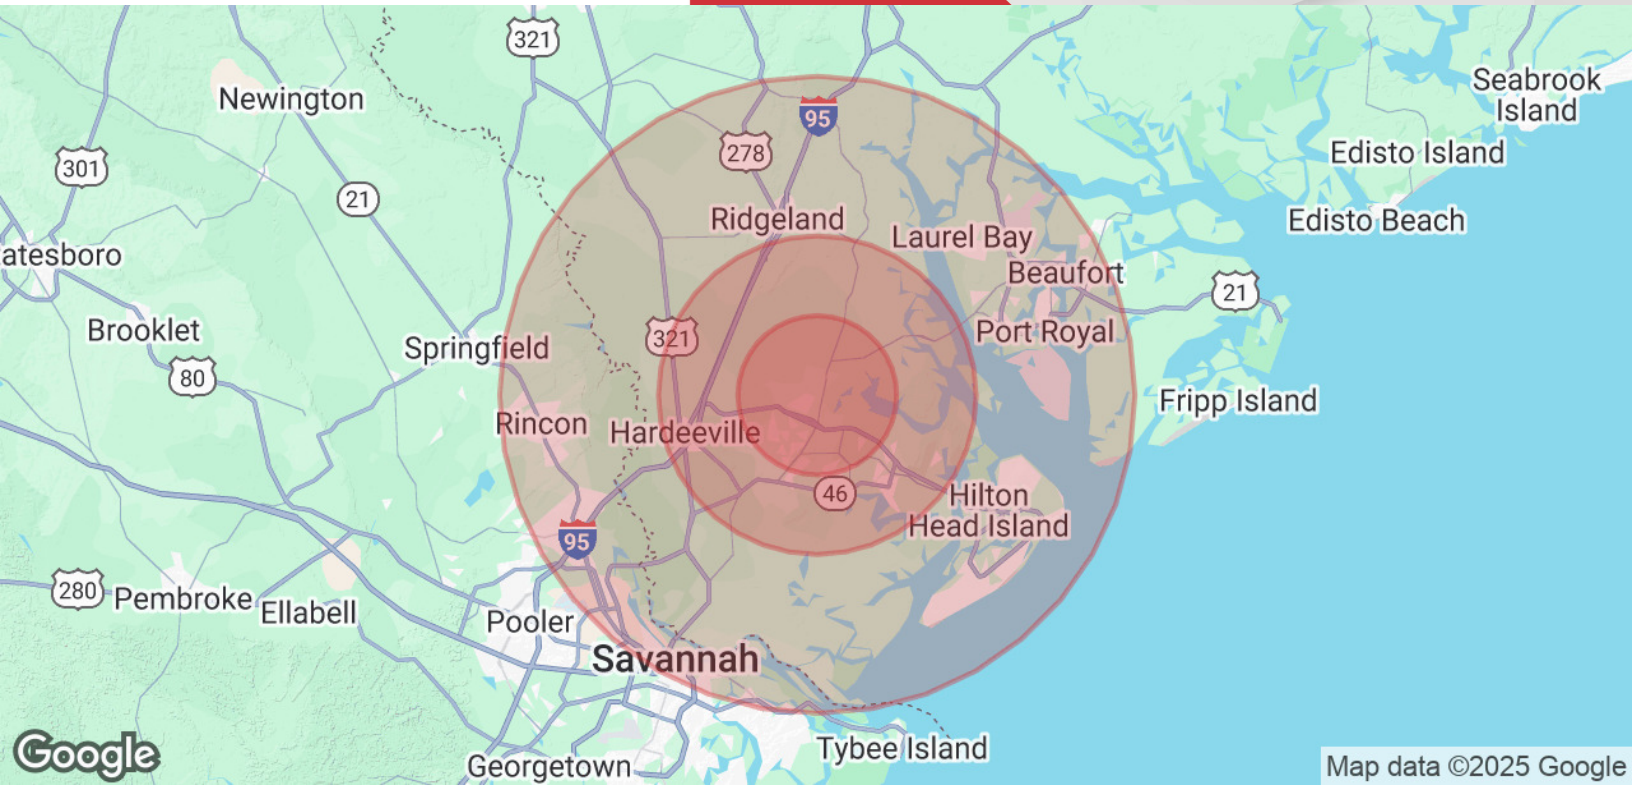 321
Seabrook
Island
Newington
95
278
Edisto Island
301
21
Ridgeland
Edisto Beach
Laurel Bay
atesboro
Beaufort
21
Brooklet
Port Royal
321
Springfield
80
Fripp Island
Rincon
Hardeeville
46
Hilton
Head Island
95
280
Pembroke
Ellabell
Pooler
Savannah
Google
Tybee Island
Georgetown
Map data ©2025 Google